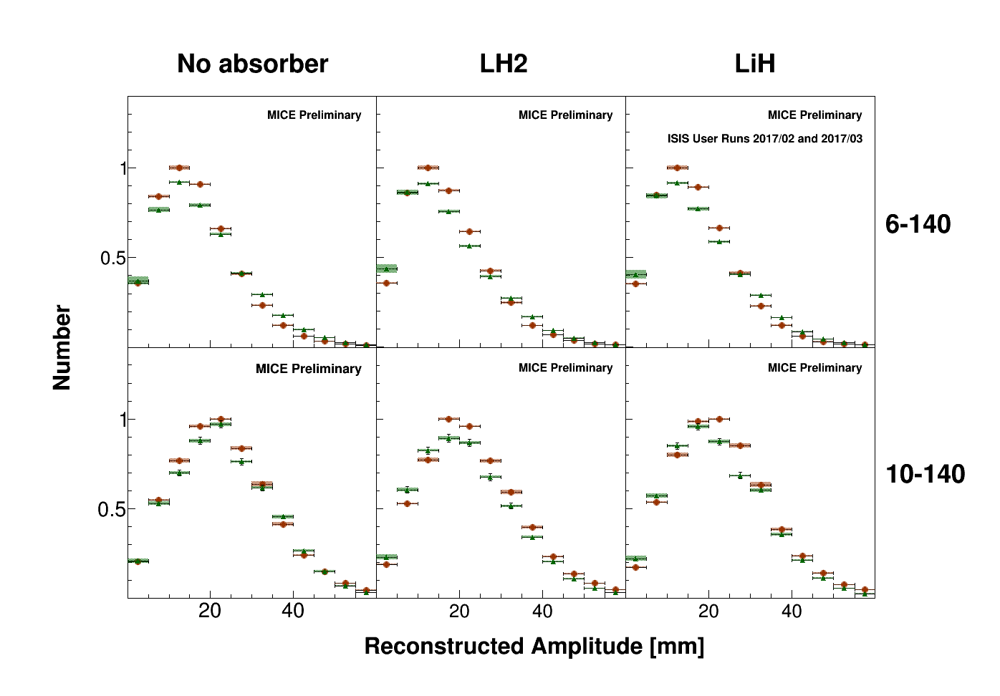 No absorber LH2 LiH
MICE Preliminary MICE Preliminary MICE Preliminary
ISIS User Runs 2017/02 and 2017/03
1
6-140
0.5
Number
MICE Preliminary MICE Preliminary MICE Preliminary
1
10-140
0.5
20 40 20 40 20 40
Reconstructed Amplitude [mm]